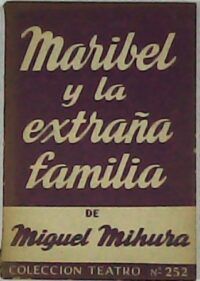 Maribel
y la
extraña
familia
DE
Miguel Mihura
COLECCION TEATRO Nº 252